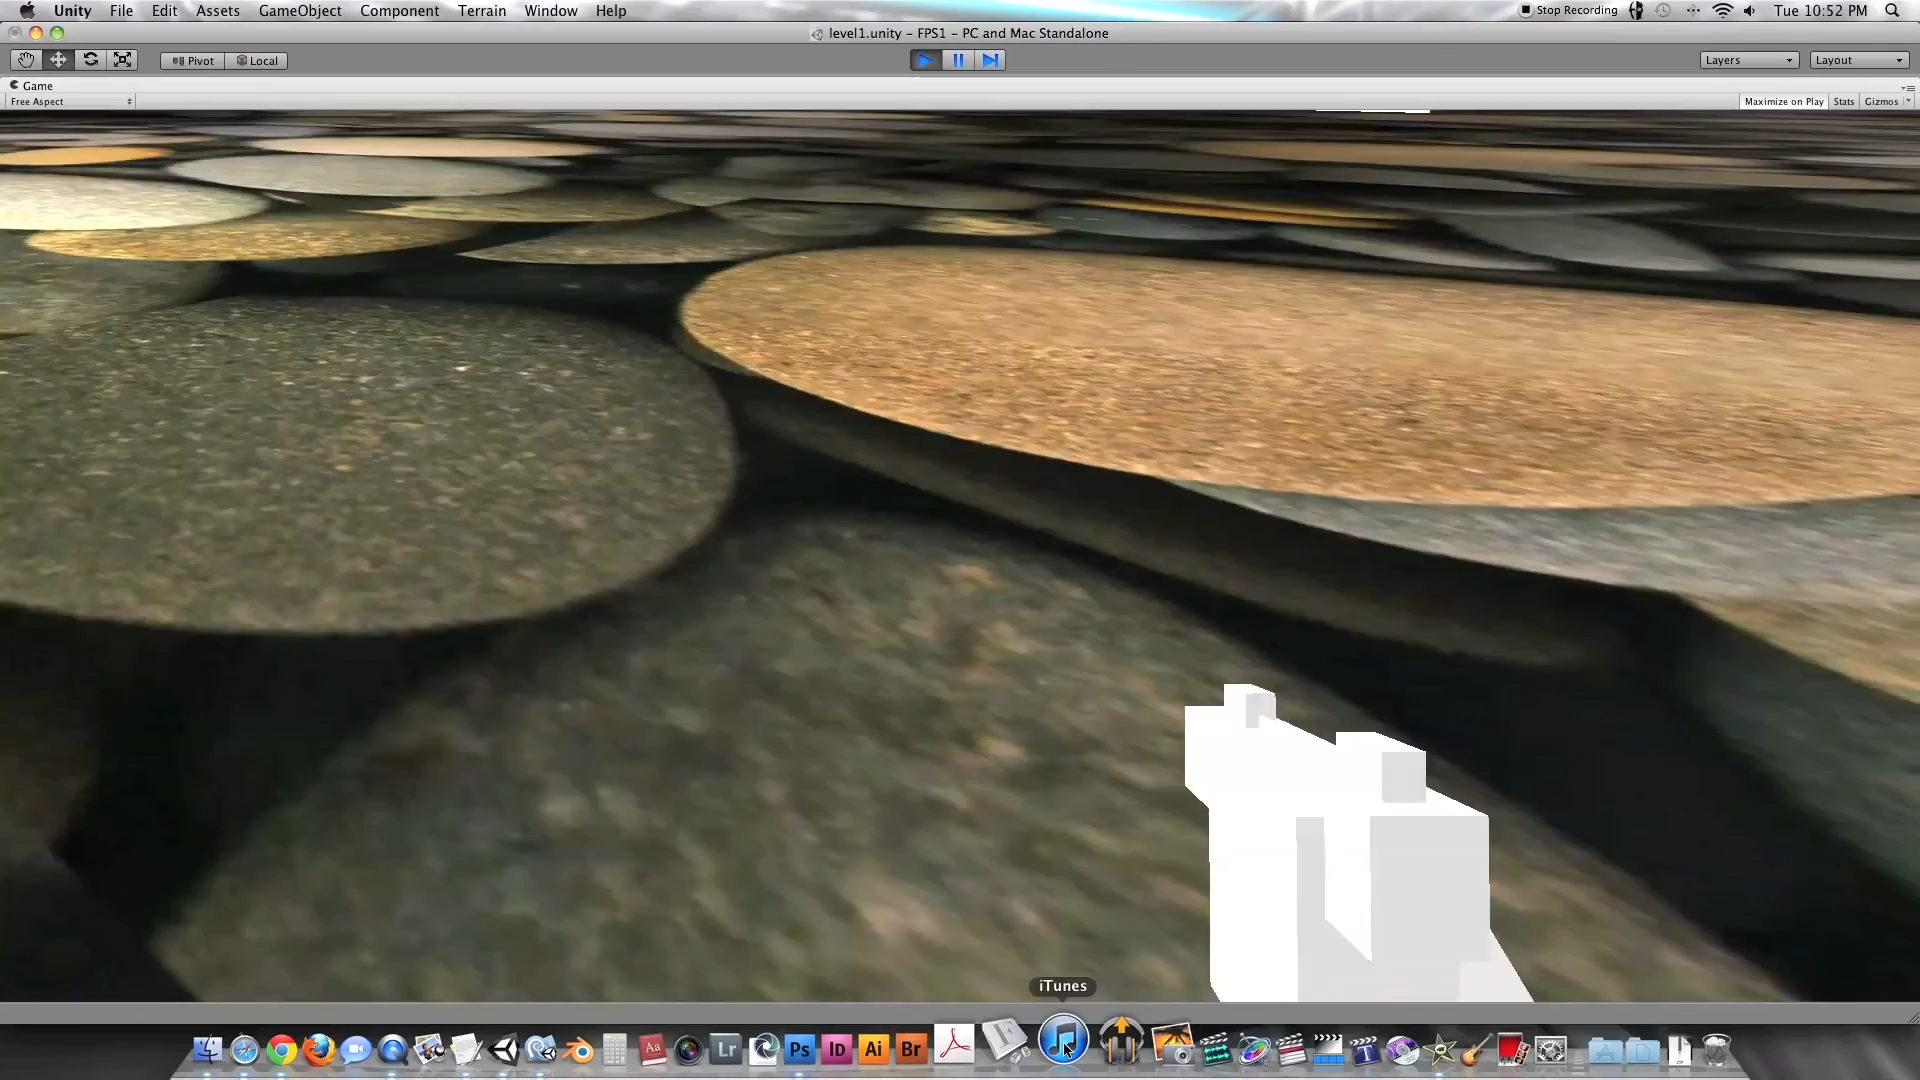 Unity File Edit Assets GameObject Component Terrain Window Help Stop Recording Tue 10:52 PM
level1.unity – FPS1 – PC and Mac Standalone
Pivot Local Layers Layout
Game
Free Aspect Maximize on Play Stats Gizmos
iTunes
Aa Lr Ps Id Ai Br T